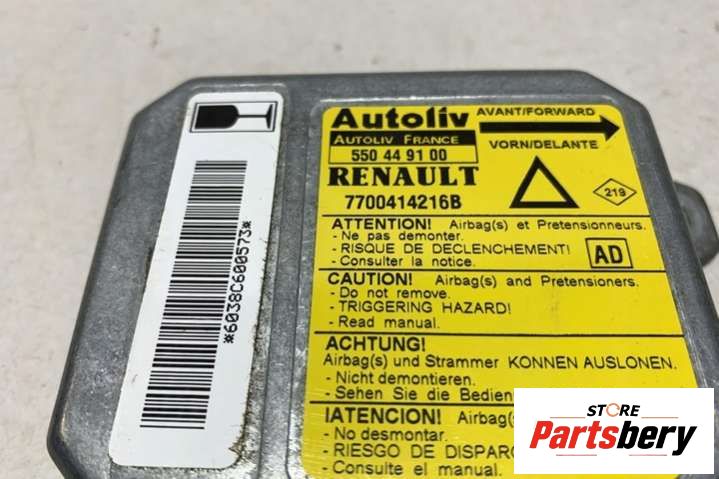 *6038C600573*
Autoliv
AUTOLIV FRANCE
550 44 91 00
RENAULT
7700414216B
AVANT/FORWARD
VORN/DELANTE
219
ATTENTION! Airbag(s) et Pretensionneurs.
- Ne pas demonter.
- RISQUE DE DECLENCHEMENT!
- Consulter la notice.
AD
CAUTION! Airbag(s) and Pretensioners.
- Do not remove.
- TRIGGERING HAZARD!
- Read manual.
ACHTUNG!
Airbag(s) und Strammer KONNEN AUSLONEN.
- Nicht demontieren.
- Sehen Sie die Bedien
IATENCION! Airbag(s)
- No desmontar.
- RIESGO DE DISPARO
- Consulte el manual.
STORE
Partsbery